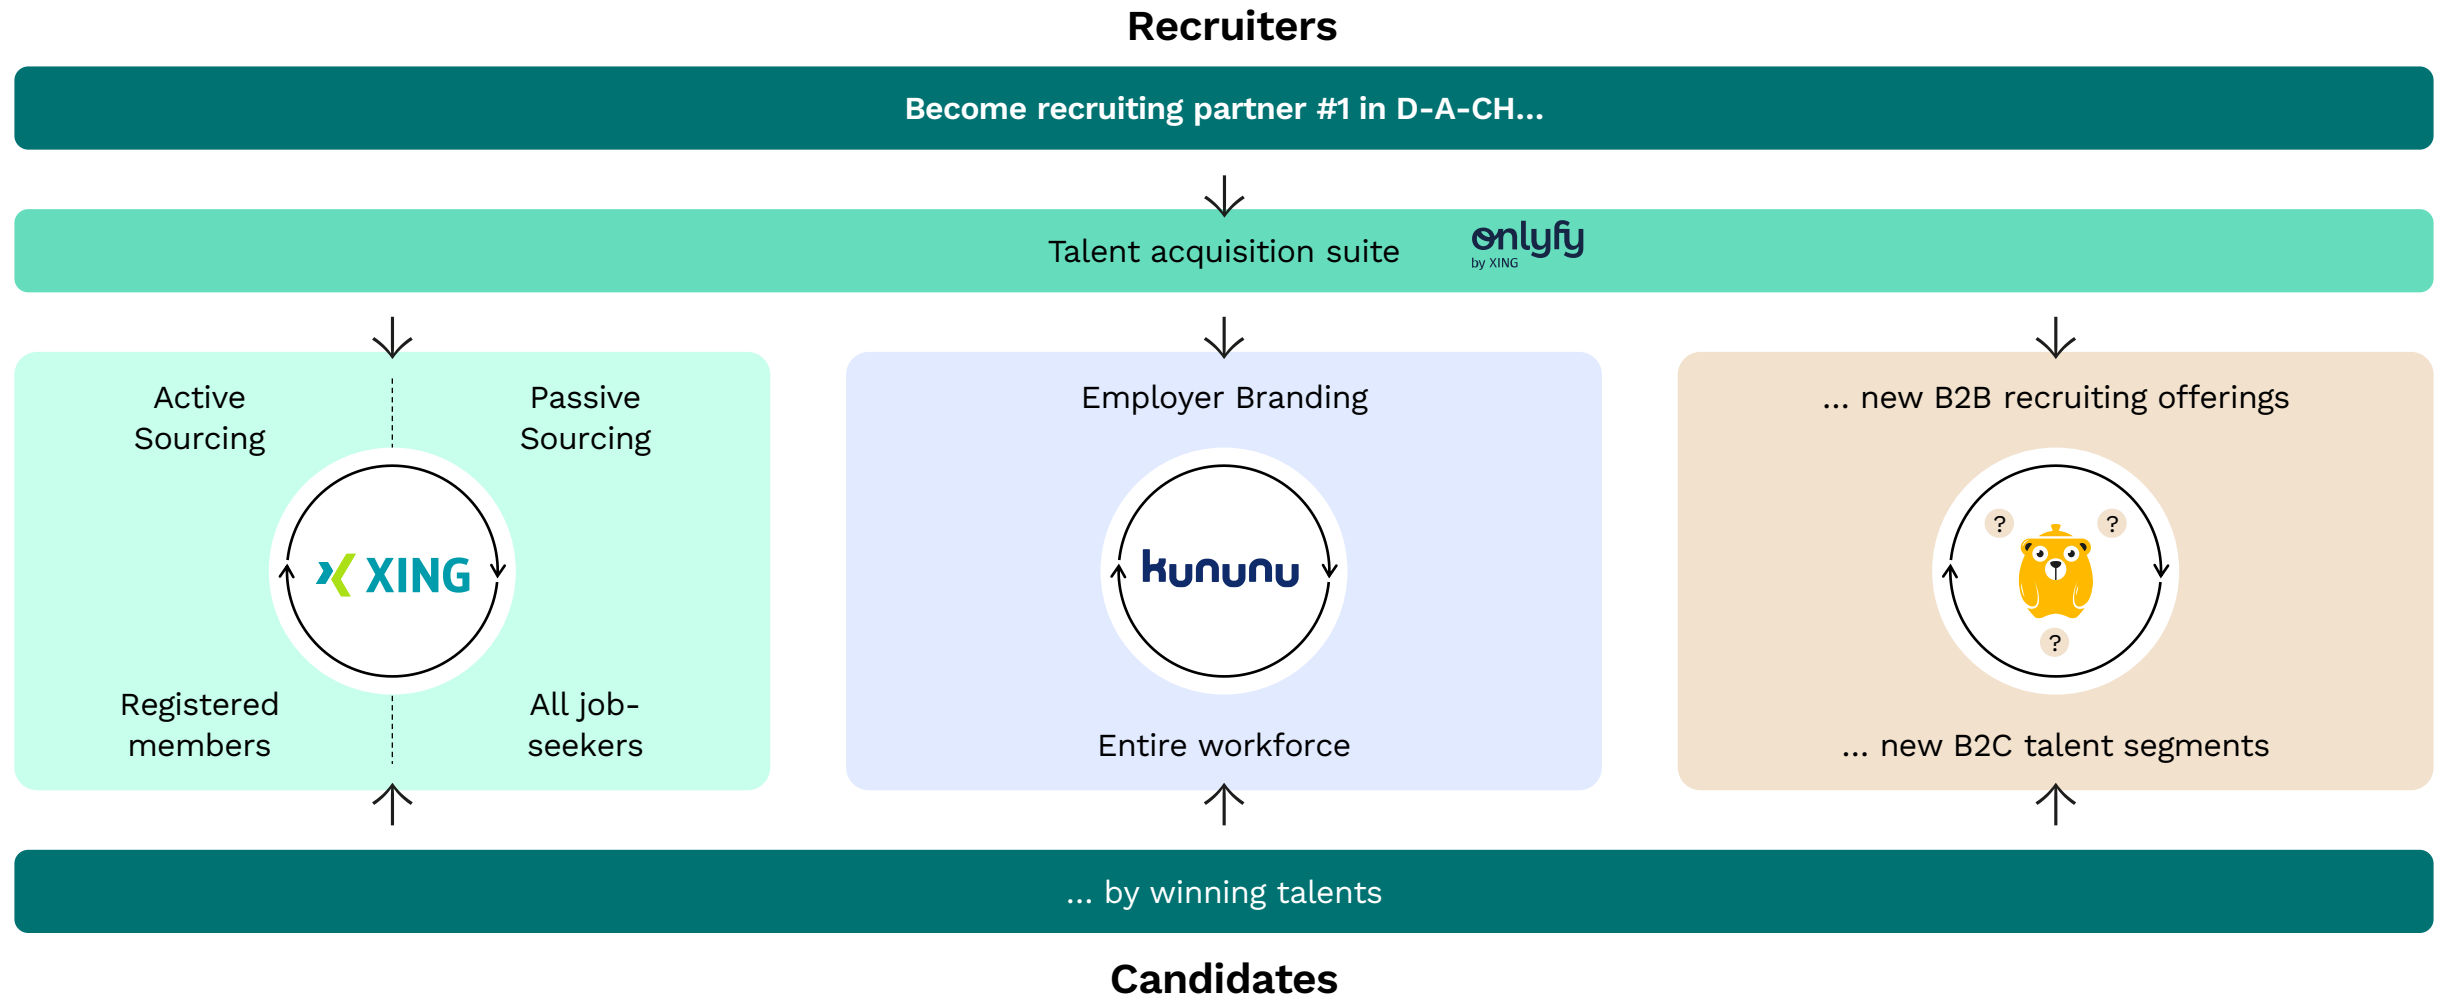 Recruiters
Become recruiting partner #1 in D-A-CH...
Talent acquisition suite
onlyfy
by XING
Active
Sourcing
Passive
Sourcing
XING
Registered
members
All job-
seekers
Employer Branding
kununu
Entire workforce
... new B2B recruiting offerings
? ?
?
... new B2C talent segments
... by winning talents
Candidates